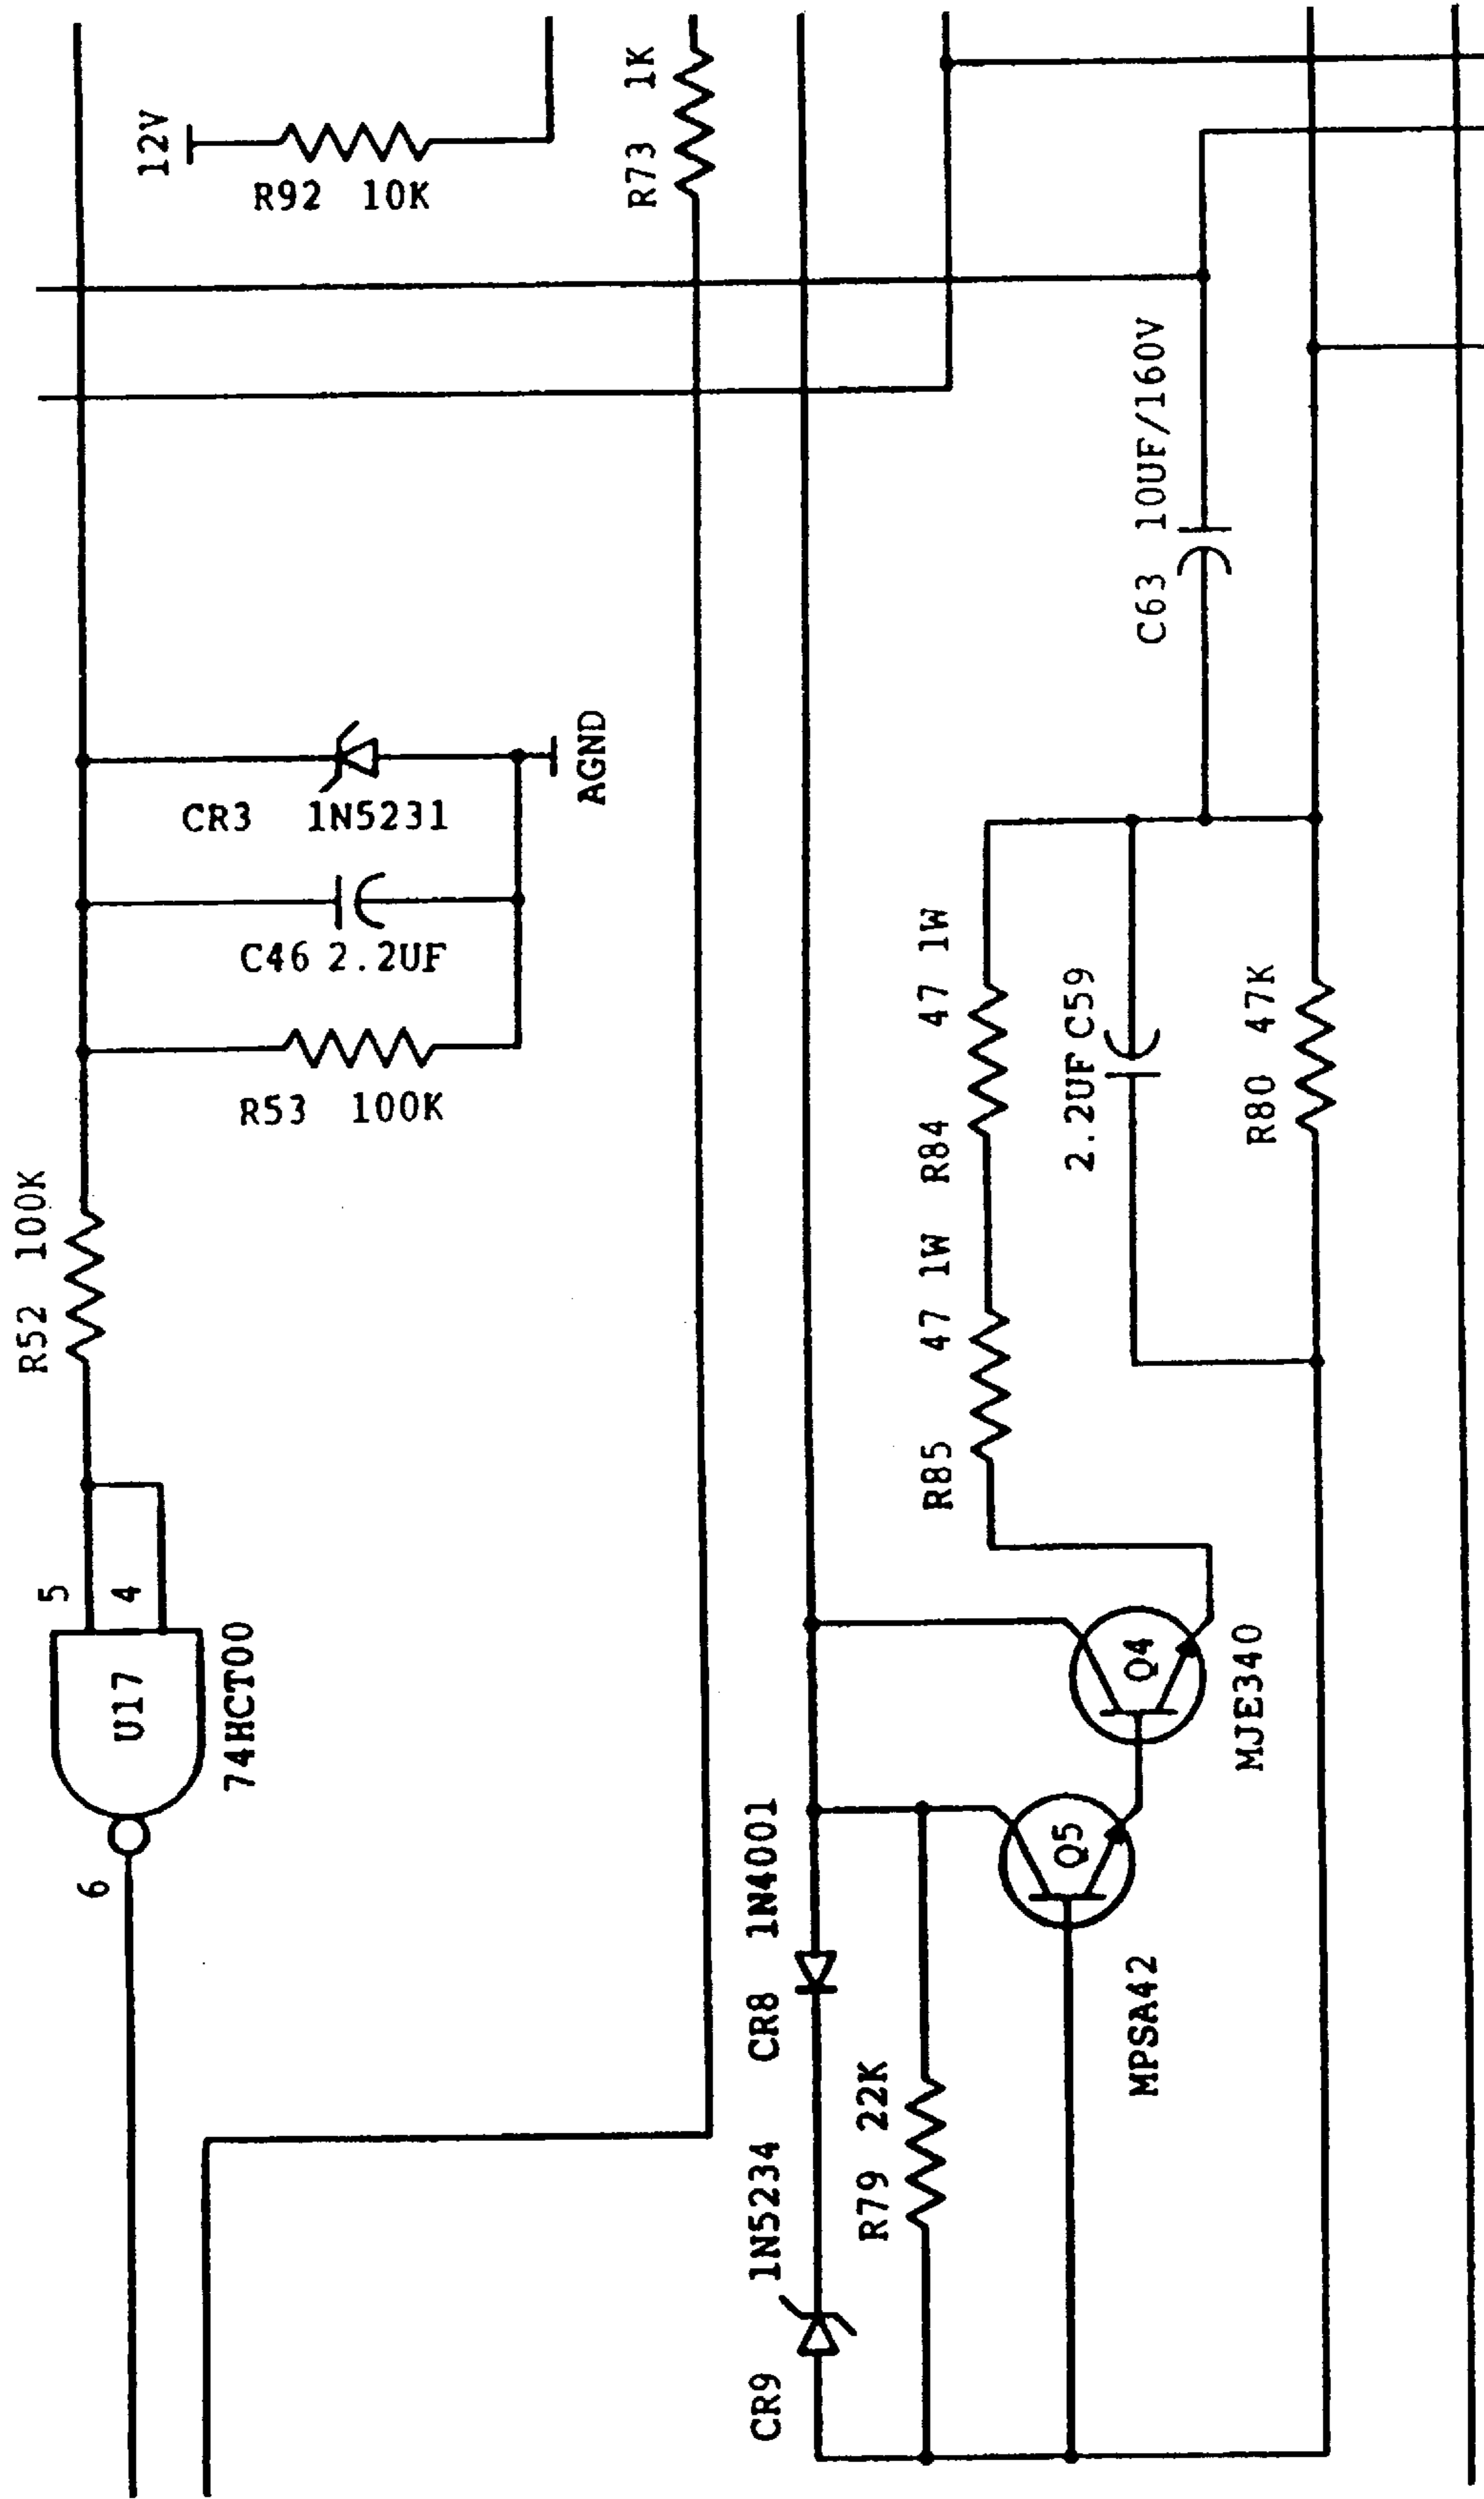 12V
R92 10K
R73 1K
C63 10UF/160V
AGND
CR3 1N5231
C46 2.2UF
R53 100K
R52 100K
R84 47 1W
2.2UF C59
R80 47K
R85 47 1W
5
4
U17
74HCT00
6
Q4
MJE340
Q5
MPSA42
CR8 1N4001
R79 22K
CR9 1N5234